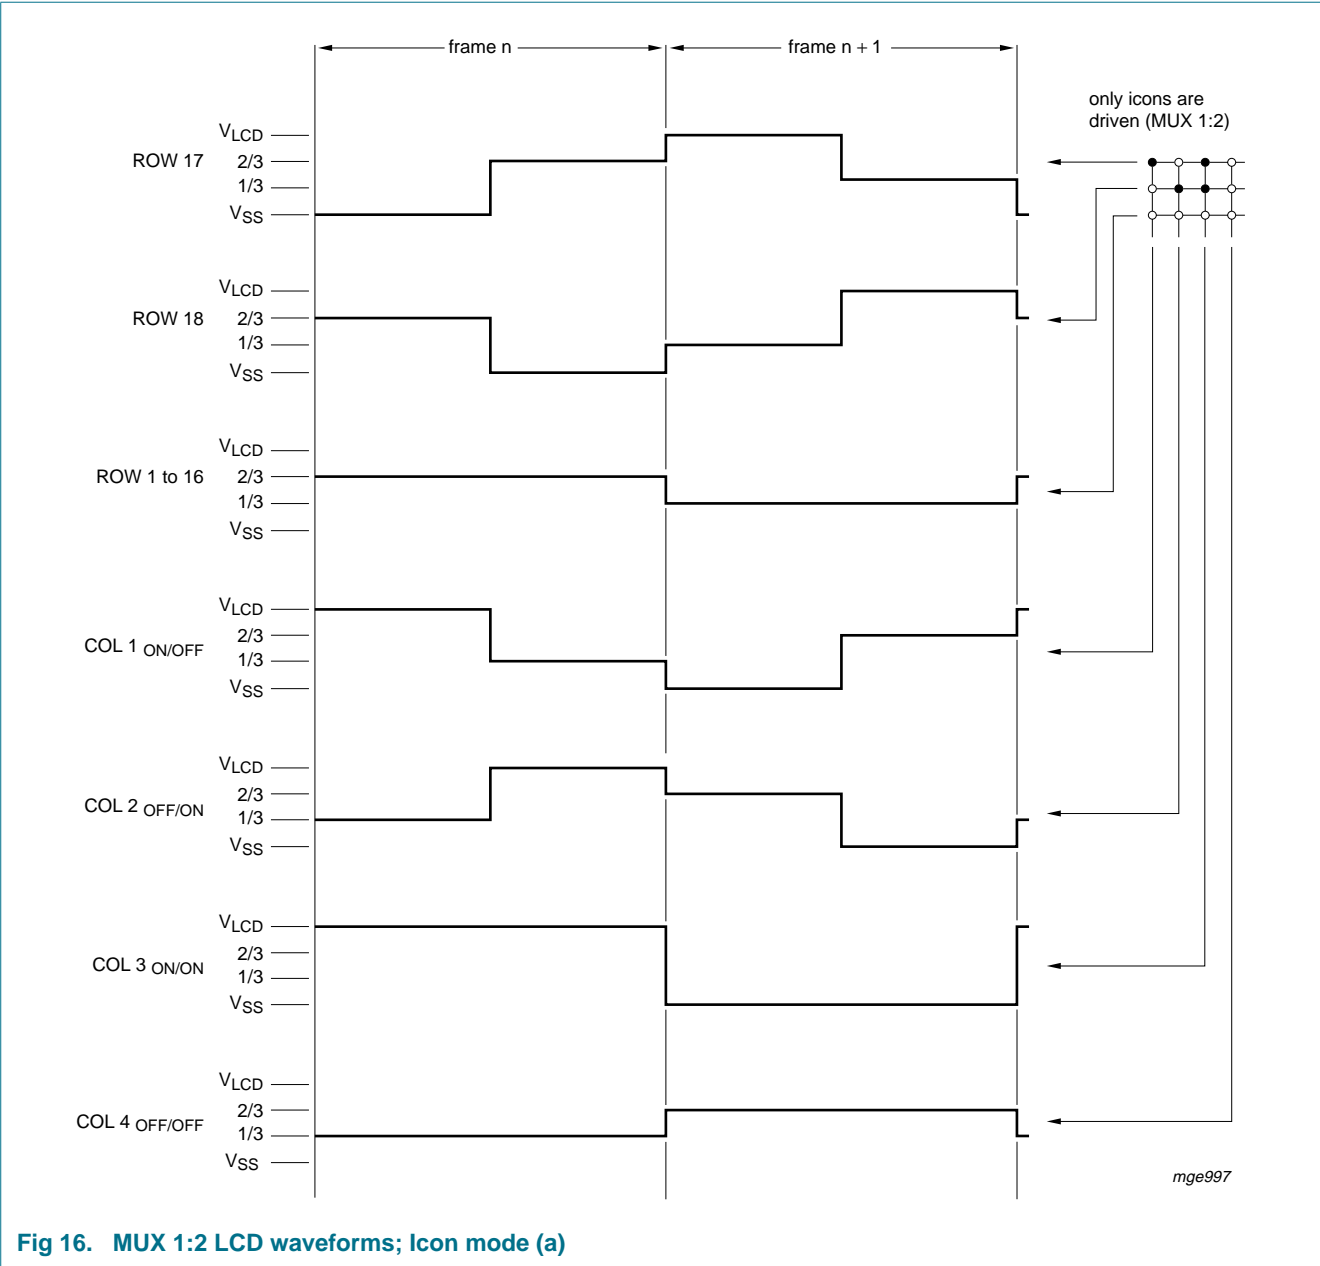 frame n
frame n + 1
only icons are
driven (MUX 1:2)
ROW 17
VLCD
2/3
1/3
VSS
ROW 18
VLCD
2/3
1/3
VSS
ROW 1 to 16
VLCD
2/3
1/3
VSS
COL 1 ON/OFF
VLCD
2/3
1/3
VSS
COL 2 OFF/ON
VLCD
2/3
1/3
VSS
COL 3 ON/ON
VLCD
2/3
1/3
VSS
COL 4 OFF/OFF
VLCD
2/3
1/3
VSS
mge997
Fig 16. MUX 1:2 LCD waveforms; Icon mode (a)